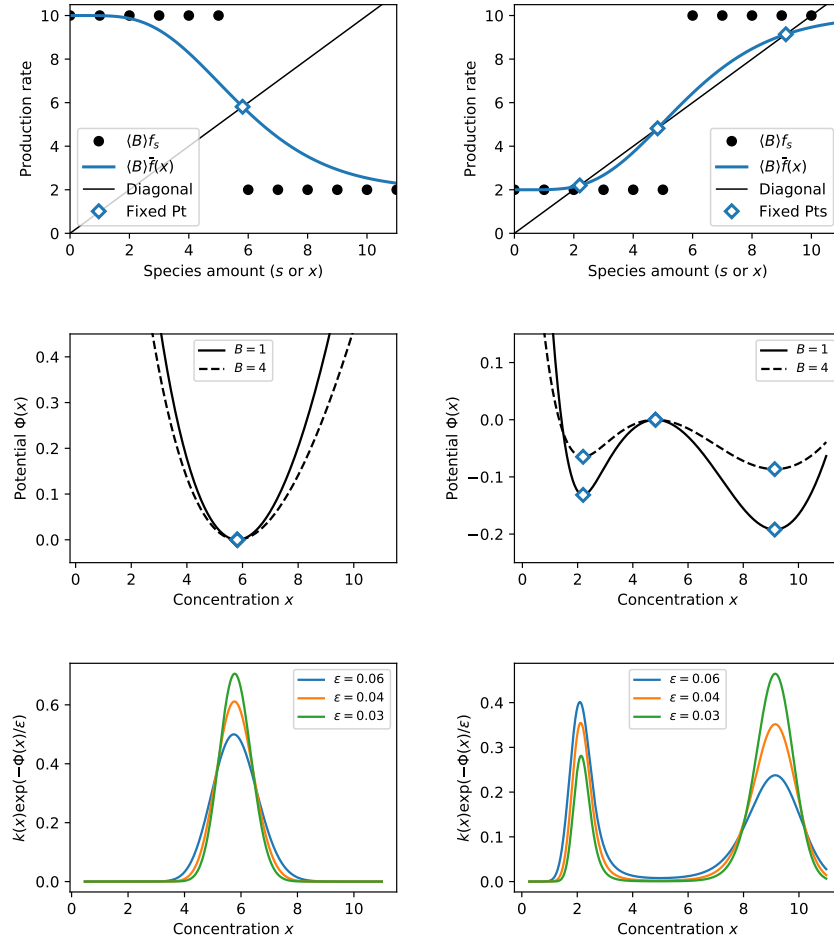 10
8
6
4
2
0
Production rate
⟨B⟩f_s
⟨B⟩f̄(x)
Diagonal
Fixed Pt
0 2 4 6 8 10
Species amount (s or x)
10
8
6
4
2
0
Production rate
⟨B⟩f_s
⟨B⟩f̄(x)
Diagonal
Fixed Pts
0 2 4 6 8 10
Species amount (s or x)
0.4
0.3
0.2
0.1
0.0
Potential Φ(x)
B = 1
B = 4
0 2 4 6 8 10
Concentration x
0.1
0.0
−0.1
−0.2
Potential Φ(x)
B = 1
B = 4
0 2 4 6 8 10
Concentration x
0.6
0.4
0.2
0.0
k(x)exp(−Φ(x)/ε)
ε = 0.06
ε = 0.04
ε = 0.03
0 2 4 6 8 10
Concentration x
0.4
0.3
0.2
0.1
0.0
k(x)exp(−Φ(x)/ε)
ε = 0.06
ε = 0.04
ε = 0.03
0 2 4 6 8 10
Concentration x